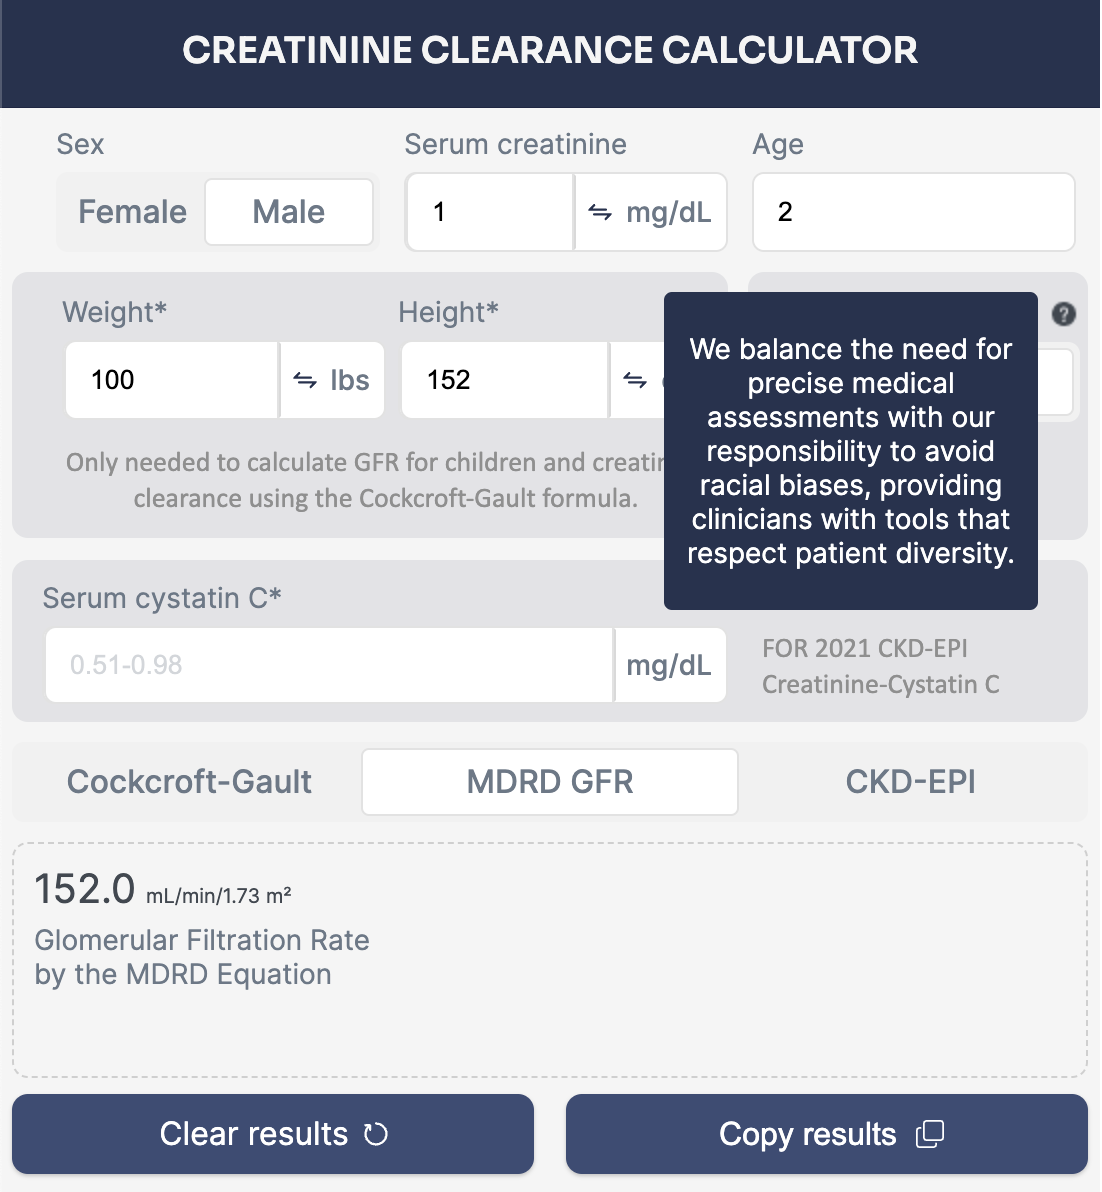 CREATININE CLEARANCE CALCULATOR
Sex
Serum creatinine
Age
Female
Male
1
⇋ mg/dL
2
Weight*
Height*
?
100
⇋ lbs
152
⇋
Only needed to calculate GFR for children and
clearance using the Cockcroft-Gault formula.
We balance the need for
precise medical
assessments with our
responsibility to avoid
racial biases, providing
clinicians with tools that
respect patient diversity.
Serum cystatin C*
0.51-0.98
mg/dL
FOR 2021 CKD-EPI
Creatinine-Cystatin C
Cockcroft-Gault
MDRD GFR
CKD-EPI
152.0 mL/min/1.73 m²
Glomerular Filtration Rate
by the MDRD Equation
Clear results
Copy results